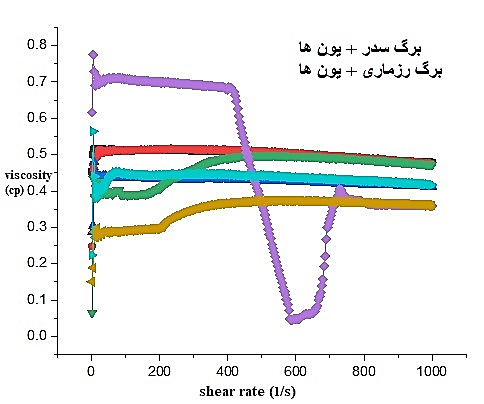 برگ سدر + یون ها
برگ رزماری + یون ها
0.8
0.7
0.6
0.5
viscosity
(cp)
0.4
0.3
0.2
0.1
0.0
0 200 400 600 800 1000
shear rate (1/s)